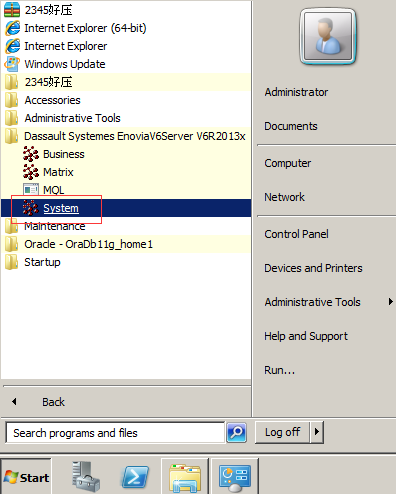 2345好压
Internet Explorer (64-bit)
Internet Explorer
Windows Update
2345好压
Accessories
Administrative Tools
Dassault Systemes EnoviaV6Server V6R2013x
Business
Matrix
MQL
System
Maintenance
Oracle - OraDb11g_home1
Startup
Back
Search programs and files
Administrator
Documents
Computer
Network
Control Panel
Devices and Printers
Administrative Tools
Help and Support
Run...
Log off
Start